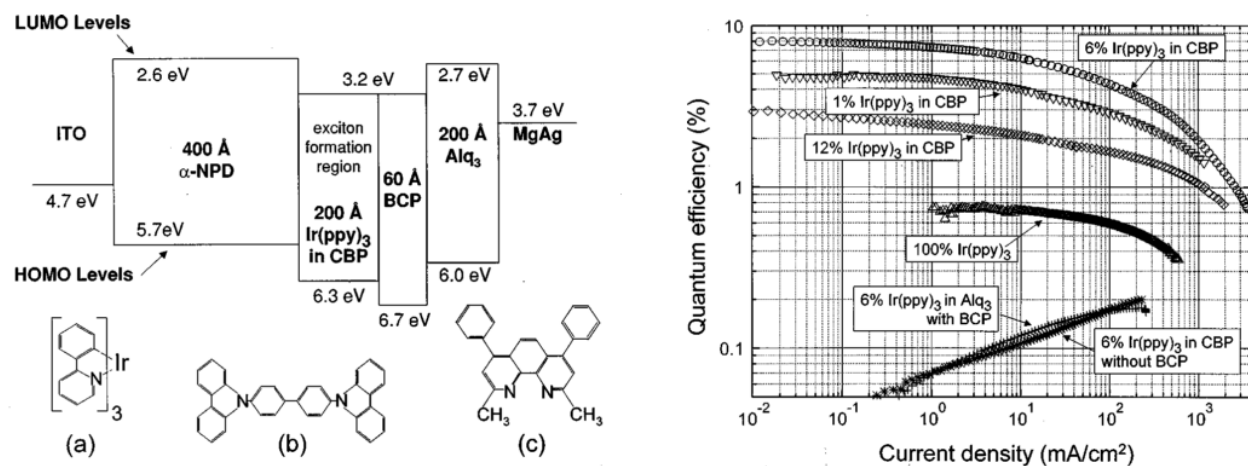 LUMO Levels
2.6 eV
3.2 eV
2.7 eV
3.7 eV
MgAg
ITO
4.7 eV
400 Å
α-NPD
exciton
formation
region
200 Å
Ir(ppy)3
in CBP
60 Å
BCP
200 Å
Alq3
5.7eV
HOMO Levels
6.3 eV
6.7 eV
6.0 eV
Ir
N
3
(a)
N
N
(b)
N
N
CH3
CH3
(c)
Quantum efficiency (%)
10
1
0.1
6% Ir(ppy)3 in CBP
1% Ir(ppy)3 in CBP
12% Ir(ppy)3 in CBP
100% Ir(ppy)3
6% Ir(ppy)3 in Alq3
with BCP
6% Ir(ppy)3 in CBP
without BCP
10-2
10-1
100
101
102
103
Current density (mA/cm2)